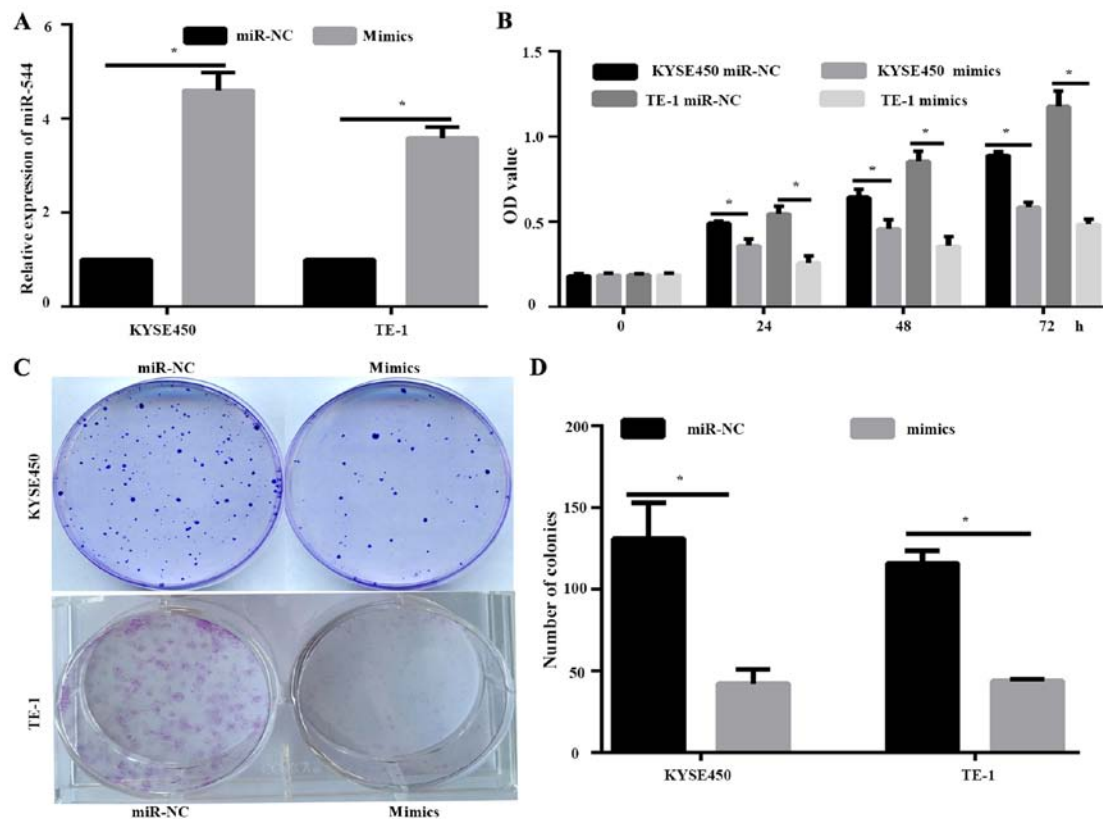 A
miR-NC Mimics
Relative expression of miR-544
6
4
2
0
*
*
KYSE450 TE-1
B
KYSE450 miR-NC KYSE450 mimics
TE-1 miR-NC TE-1 mimics
OD value
1.5
1.0
0.5
0
* * * * * *
0 24 48 72 h
C
miR-NC Mimics
KYSE450
TE-1
miR-NC Mimics
D
miR-NC mimics
Number of colonies
200
150
100
50
0
*
*
KYSE450 TE-1